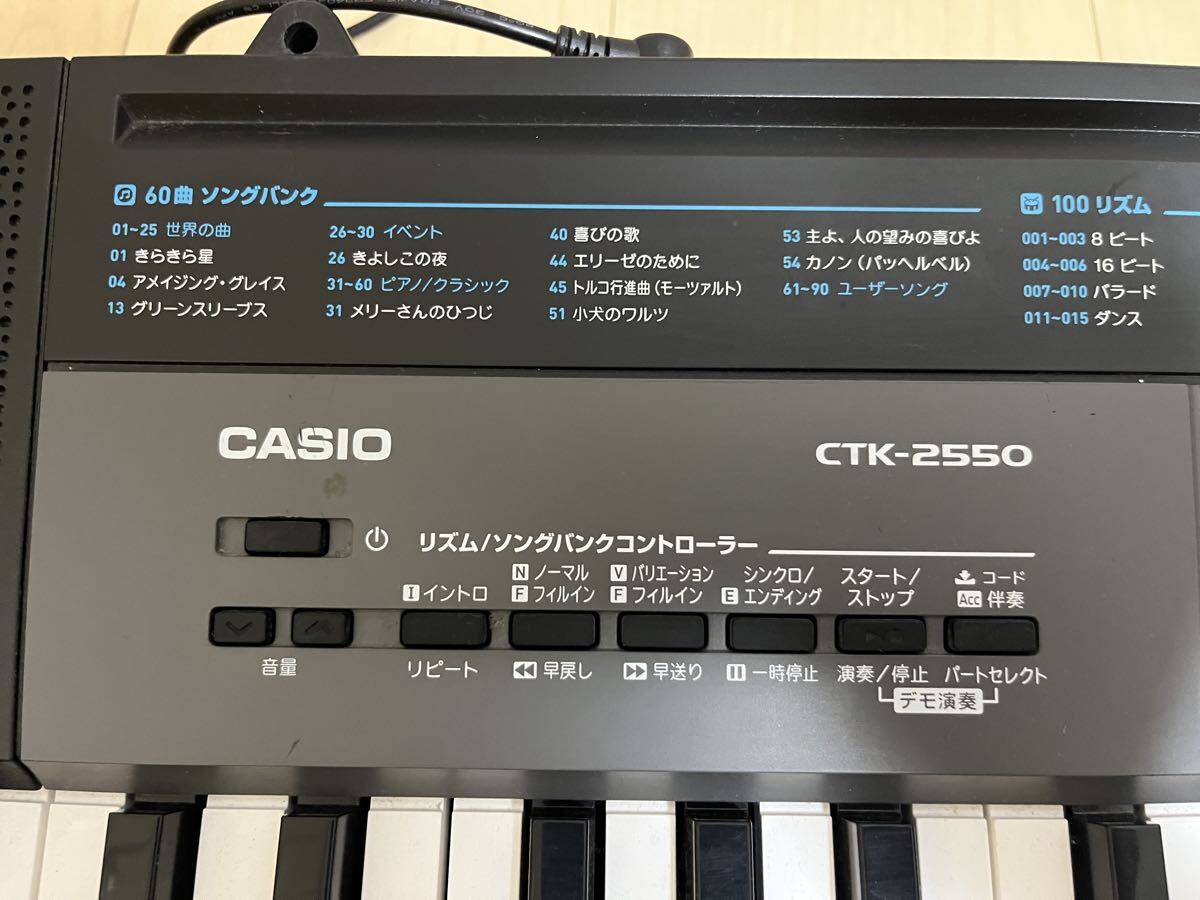 60曲 ソングバンク
01~25 世界の曲
01 きらきら星
04 アメイジング・グレイス
13 グリーンスリーブス
26~30 イベント
26 きよしこの夜
31~60 ピアノ/クラシック
31 メリーさんのひつじ
40 喜びの歌
44 エリーゼのために
45 トルコ行進曲(モーツァルト)
51 小犬のワルツ
53 主よ、人の望みの喜びよ
54 カノン(パッヘルベル)
61~90 ユーザーソング
100 リズム
001~003 8 ビート
004~006 16 ビート
007~010 バラード
011~015 ダンス
CASIO
CTK-2550
リズム/ソングバンクコントローラー
I イントロ
N ノーマル
F フィルイン
V バリエーション
F フィルイン
シンクロ/
E エンディング
スタート/
ストップ
コード
Acc 伴奏
音量
リピート
早戻し
早送り
一時停止
演奏/停止
パートセレクト
デモ演奏